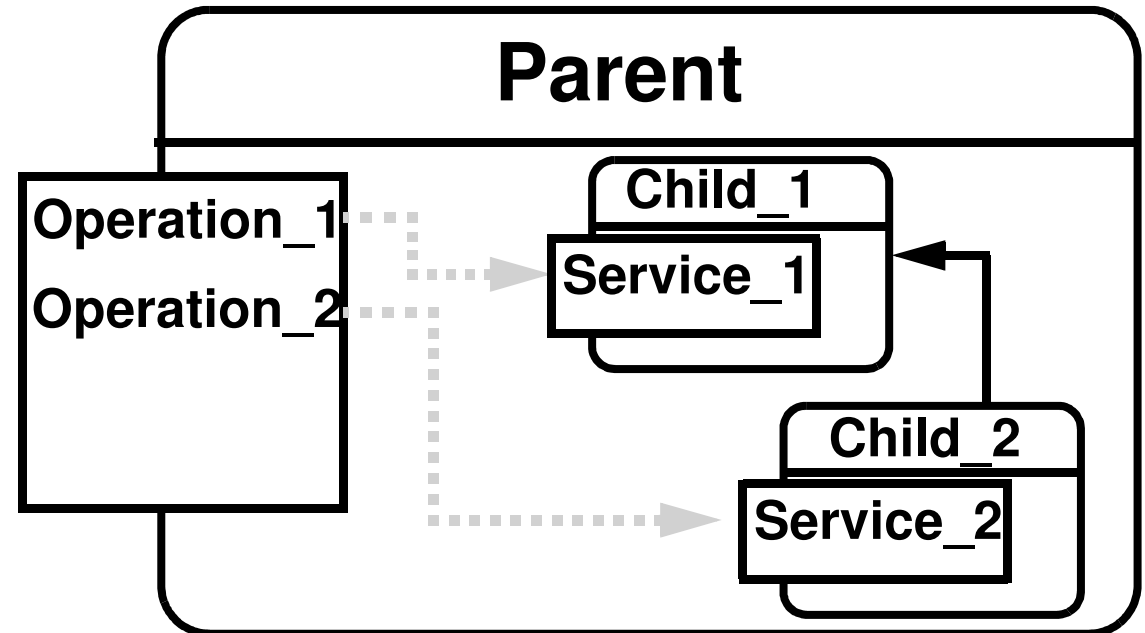 Parent
Operation_1
Operation_2
Child_1
Service_1
Child_2
Service_2